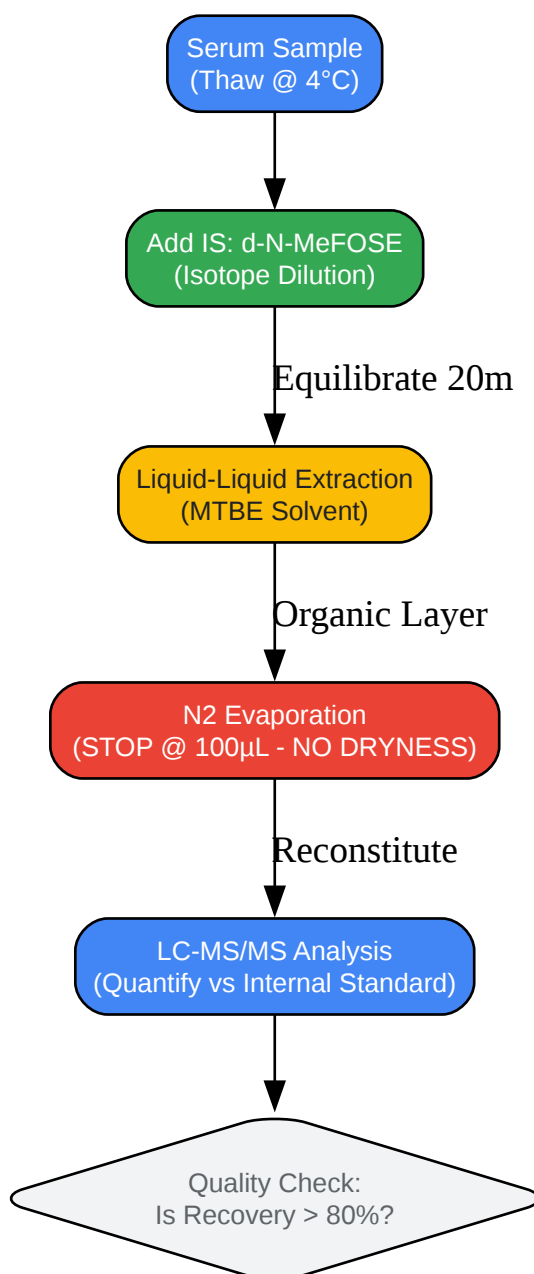 Serum Sample
(Thaw @ 4°C)
Add IS: d-N-MeFOSE
(Isotope Dilution)
Equilibrate 20m
Liquid-Liquid Extraction
(MTBE Solvent)
Organic Layer
N2 Evaporation
(STOP @ 100µL - NO DRYNESS)
Reconstitute
LC-MS/MS Analysis
(Quantify vs Internal Standard)
Quality Check:
Is Recovery > 80%?